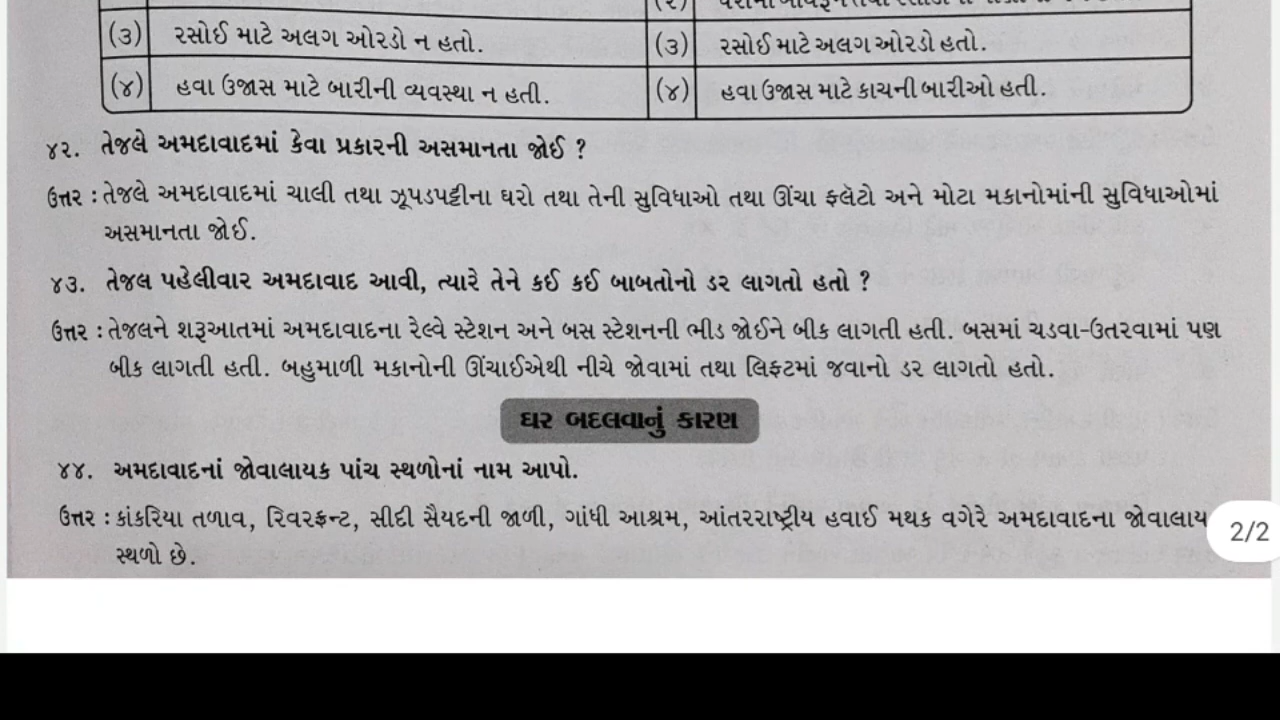 (૩) રસોઈ માટે અલગ ઓરડો ન હતો. (૩) રસોઈ માટે અલગ ઓરડો હતો.
(૪) હવા ઉજાસ માટે બારીની વ્યવસ્થા ન હતી. (૪) હવા ઉજાસ માટે કાચની બારીઓ હતી.
૪૨. તેજલે અમદાવાદમાં કેવા પ્રકારની અસમાનતા જોઈ ?
ઉત્તર : તેજલે અમદાવાદમાં ચાલી તથા ઝૂપડપટ્ટીના ઘરો તથા તેની સુવિધાઓ તથા ઊંચા ફ્લૅટો અને મોટા મકાનોમાંની સુવિધાઓમાં
અસમાનતા જોઈ.
૪૩. તેજલ પહેલીવાર અમદાવાદ આવી, ત્યારે તેને કઈ કઈ બાબતોનો ડર લાગતો હતો ?
ઉત્તર : તેજલને શરૂઆતમાં અમદાવાદના રેલ્વે સ્ટેશન અને બસ સ્ટેશનની ભીડ જોઈને બીક લાગતી હતી. બસમાં ચડવા-ઉતરવામાં પણ
બીક લાગતી હતી. બહુમાળી મકાનોની ઊંચાઈએથી નીચે જોવામાં તથા લિફ્ટમાં જવાનો ડર લાગતો હતો.
ઘર બદલવાનું કારણ
૪૪. અમદાવાદનાં જોવાલાયક પાંચ સ્થળોનાં નામ આપો.
ઉત્તર : કાંકરિયા તળાવ, રિવરફ્રન્ટ, સીદી સૈયદની જાળી, ગાંધી આશ્રમ, આંતરરાષ્ટ્રીય હવાઈ મથક વગેરે અમદાવાદના
સ્થળો છે.
2/2